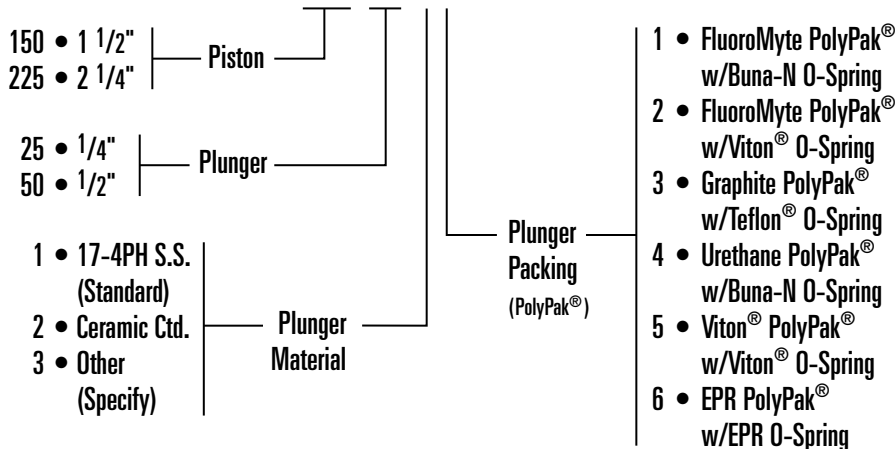 150 • 1 1/2"
225 • 2 1/4"
Piston
25 • 1/4"
50 • 1/2"
Plunger
1 • 17-4PH S.S.
(Standard)
2 • Ceramic Ctd.
3 • Other
(Specify)
Plunger
Material
Plunger
Packing
(PolyPak®)
1 • FluoroMyte PolyPak®
w/Buna-N O-Spring
2 • FluoroMyte PolyPak®
w/Viton® O-Spring
3 • Graphite PolyPak®
w/Teflon® O-Spring
4 • Urethane PolyPak®
w/Buna-N O-Spring
5 • Viton® PolyPak®
w/Viton® O-Spring
6 • EPR PolyPak®
w/EPR O-Spring